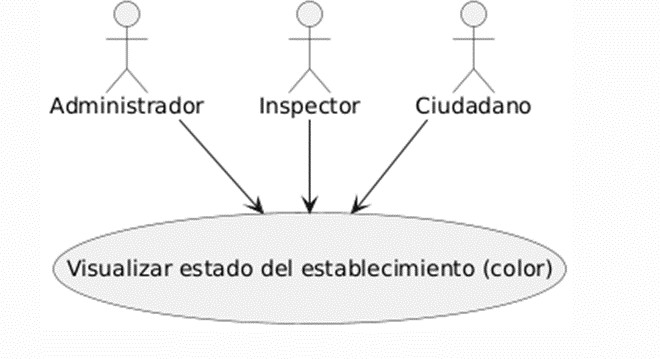 Administrador Inspector Ciudadano
Visualizar estado del establecimiento (color)